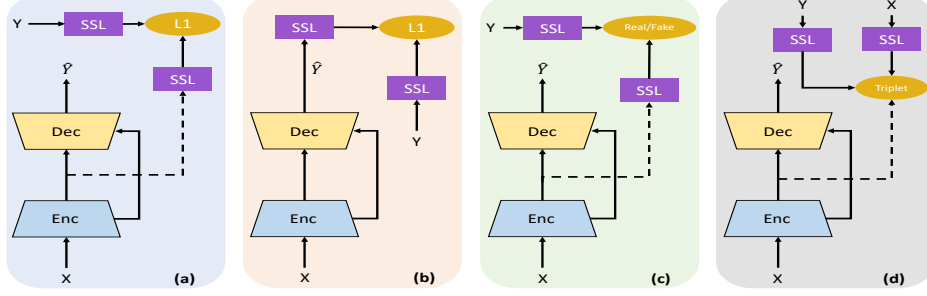 Y SSL L1
SSL
Ŷ
Dec
Enc
X
(a)
SSL L1
Ŷ
SSL
Dec
Y
Enc
X
(b)
Y SSL Real/Fake
Ŷ
SSL
Dec
Enc
X
(c)
Y X
SSL SSL
Ŷ
Triplet
Dec
Enc
X
(d)